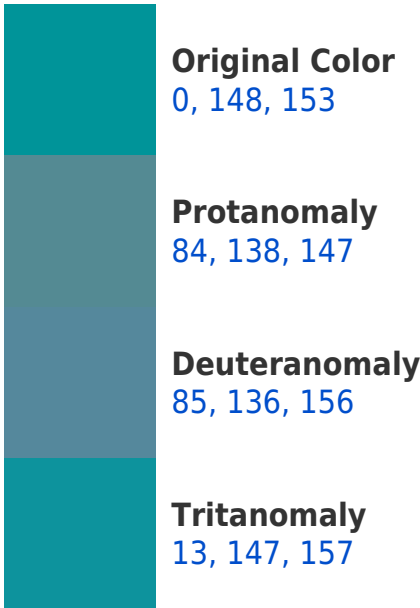 Original Color
0, 148, 153
Protanomaly
84, 138, 147
Deuteranomaly
85, 136, 156
Tritanomaly
13, 147, 157